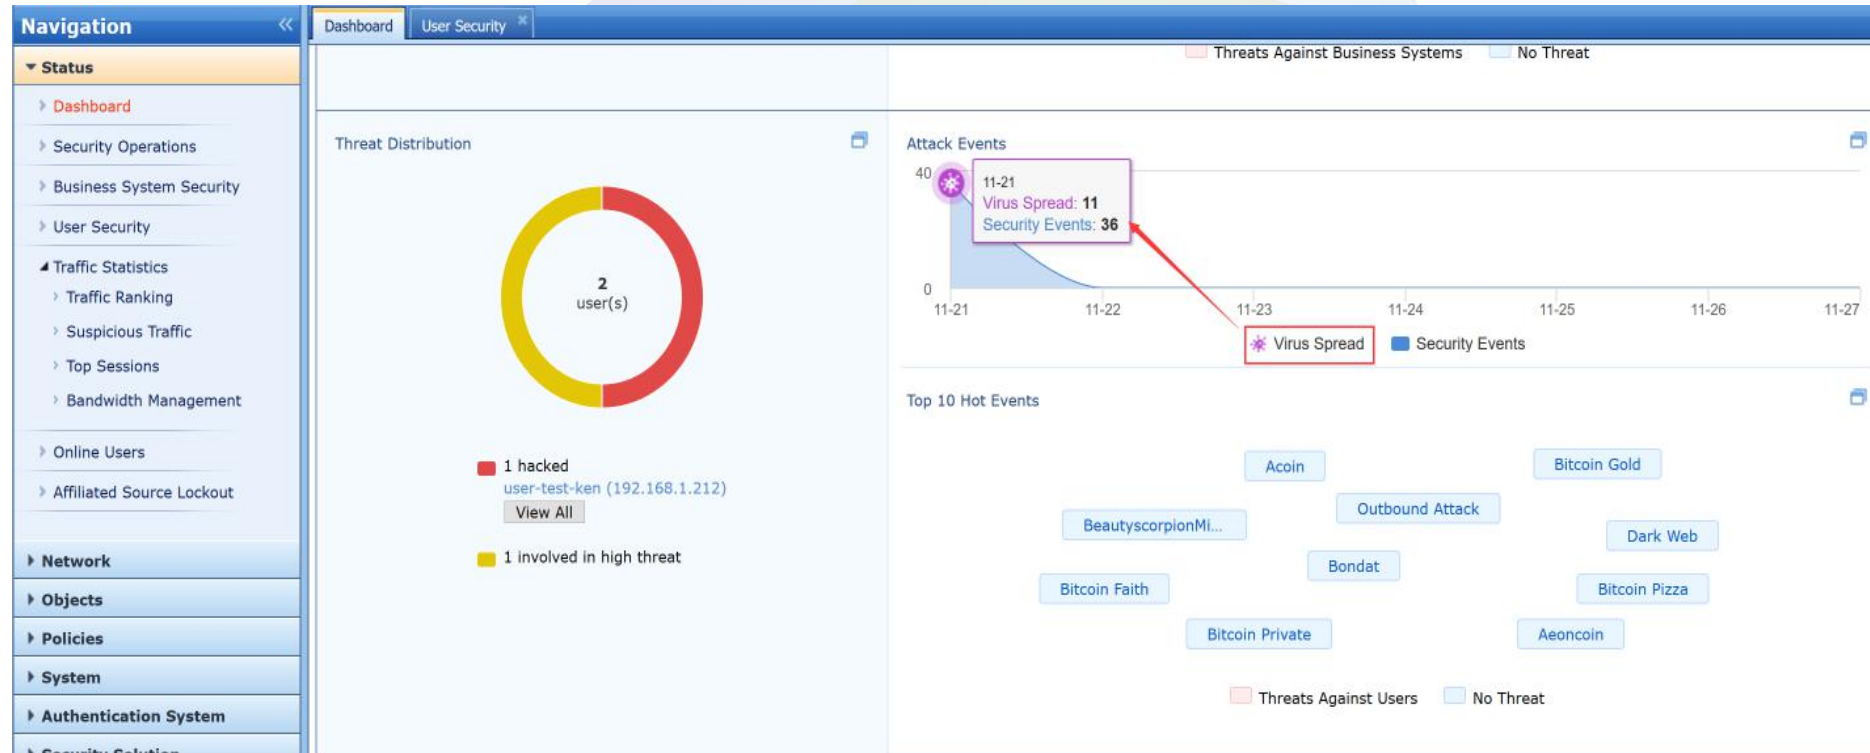 Navigation
Dashboard
User Security
Status
Dashboard
Security Operations
Business System Security
User Security
Traffic Statistics
Traffic Ranking
Suspicious Traffic
Top Sessions
Bandwidth Management
Online Users
Affiliated Source Lockout
Network
Objects
Policies
System
Authentication System
Security Solution
Threats Against Business Systems
No Threat
Threat Distribution
2
user(s)
1 hacked
user-test-ken (192.168.1.212)
View All
1 involved in high threat
Attack Events
40
0
11-21
Virus Spread: 11
Security Events: 36
11-21
11-22
11-23
11-24
11-25
11-26
11-27
Virus Spread
Security Events
Top 10 Hot Events
Acoin
Bitcoin Gold
Outbound Attack
BeautyscorpionMi...
Dark Web
Bondat
Bitcoin Faith
Bitcoin Pizza
Bitcoin Private
Aeoncoin
Threats Against Users
No Threat